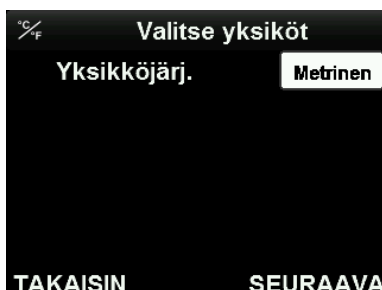 °C/°F Valitse yksiköt
Yksikköjärj. Metrinen
TAKAISIN SEURAAVA